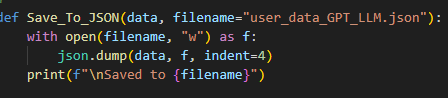 def Save_To_JSON(data, filename="user_data_GPT_LLM.json"):
    with open(filename, "w") as f:
        json.dump(data, f, indent=4)
    print(f"\nSaved to {filename}")